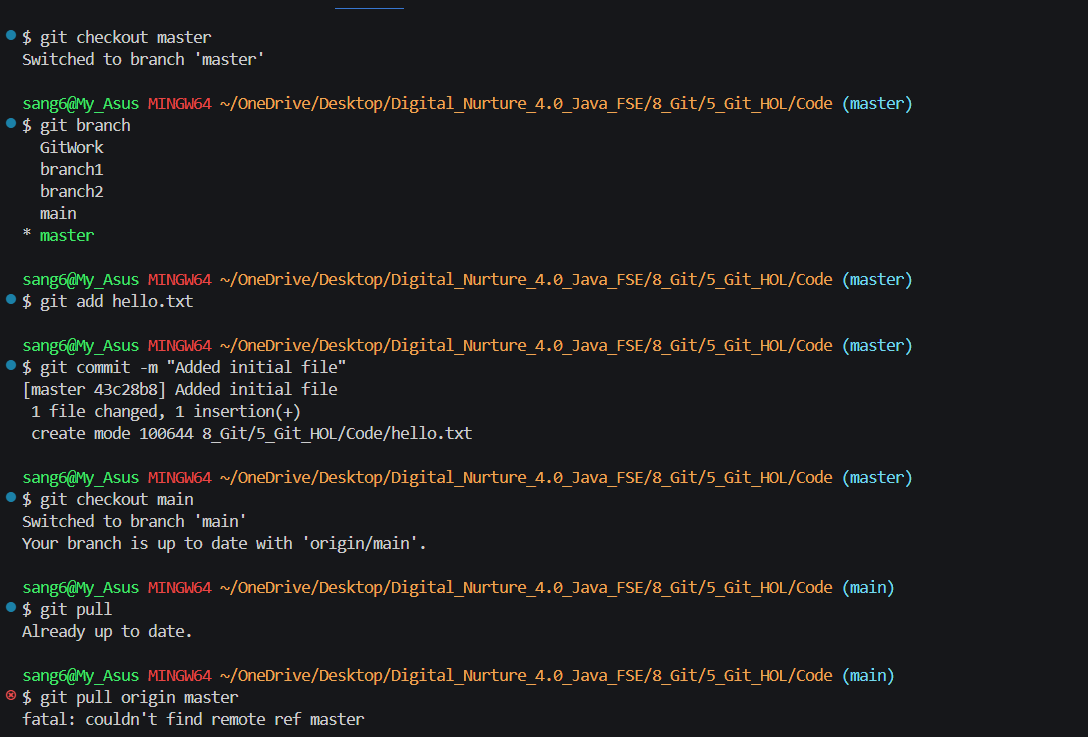 $ git checkout master
Switched to branch 'master'
sang6@My_Asus MINGW64 ~/OneDrive/Desktop/Digital_Nurture_4.0_Java_FSE/8_Git/5_Git_HOL/Code (master)
$ git branch
  GitWork
  branch1
  branch2
  main
* master
sang6@My_Asus MINGW64 ~/OneDrive/Desktop/Digital_Nurture_4.0_Java_FSE/8_Git/5_Git_HOL/Code (master)
$ git add hello.txt
sang6@My_Asus MINGW64 ~/OneDrive/Desktop/Digital_Nurture_4.0_Java_FSE/8_Git/5_Git_HOL/Code (master)
$ git commit -m "Added initial file"
[master 43c28b8] Added initial file
 1 file changed, 1 insertion(+)
 create mode 100644 8_Git/5_Git_HOL/Code/hello.txt
sang6@My_Asus MINGW64 ~/OneDrive/Desktop/Digital_Nurture_4.0_Java_FSE/8_Git/5_Git_HOL/Code (master)
$ git checkout main
Switched to branch 'main'
Your branch is up to date with 'origin/main'.
sang6@My_Asus MINGW64 ~/OneDrive/Desktop/Digital_Nurture_4.0_Java_FSE/8_Git/5_Git_HOL/Code (main)
$ git pull
Already up to date.
sang6@My_Asus MINGW64 ~/OneDrive/Desktop/Digital_Nurture_4.0_Java_FSE/8_Git/5_Git_HOL/Code (main)
$ git pull origin master
fatal: couldn't find remote ref master